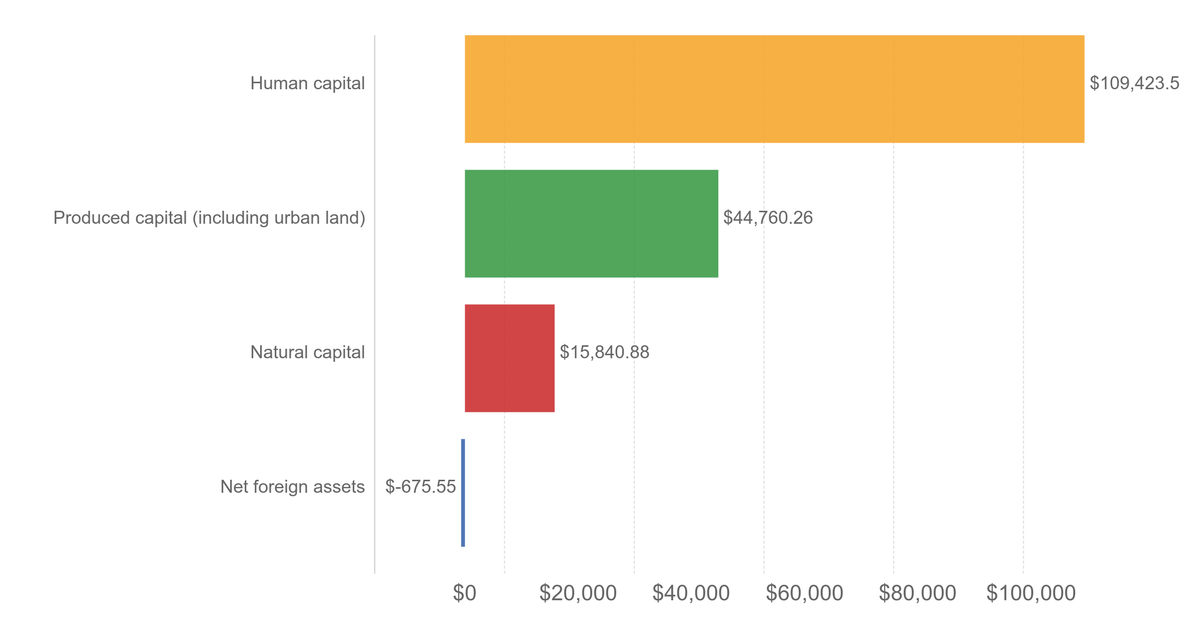 Human capital
$109,423.5
Produced capital (including urban land)
$44,760.26
Natural capital
$15,840.88
Net foreign assets
$-675.55
$0
$20,000
$40,000
$60,000
$80,000
$100,000